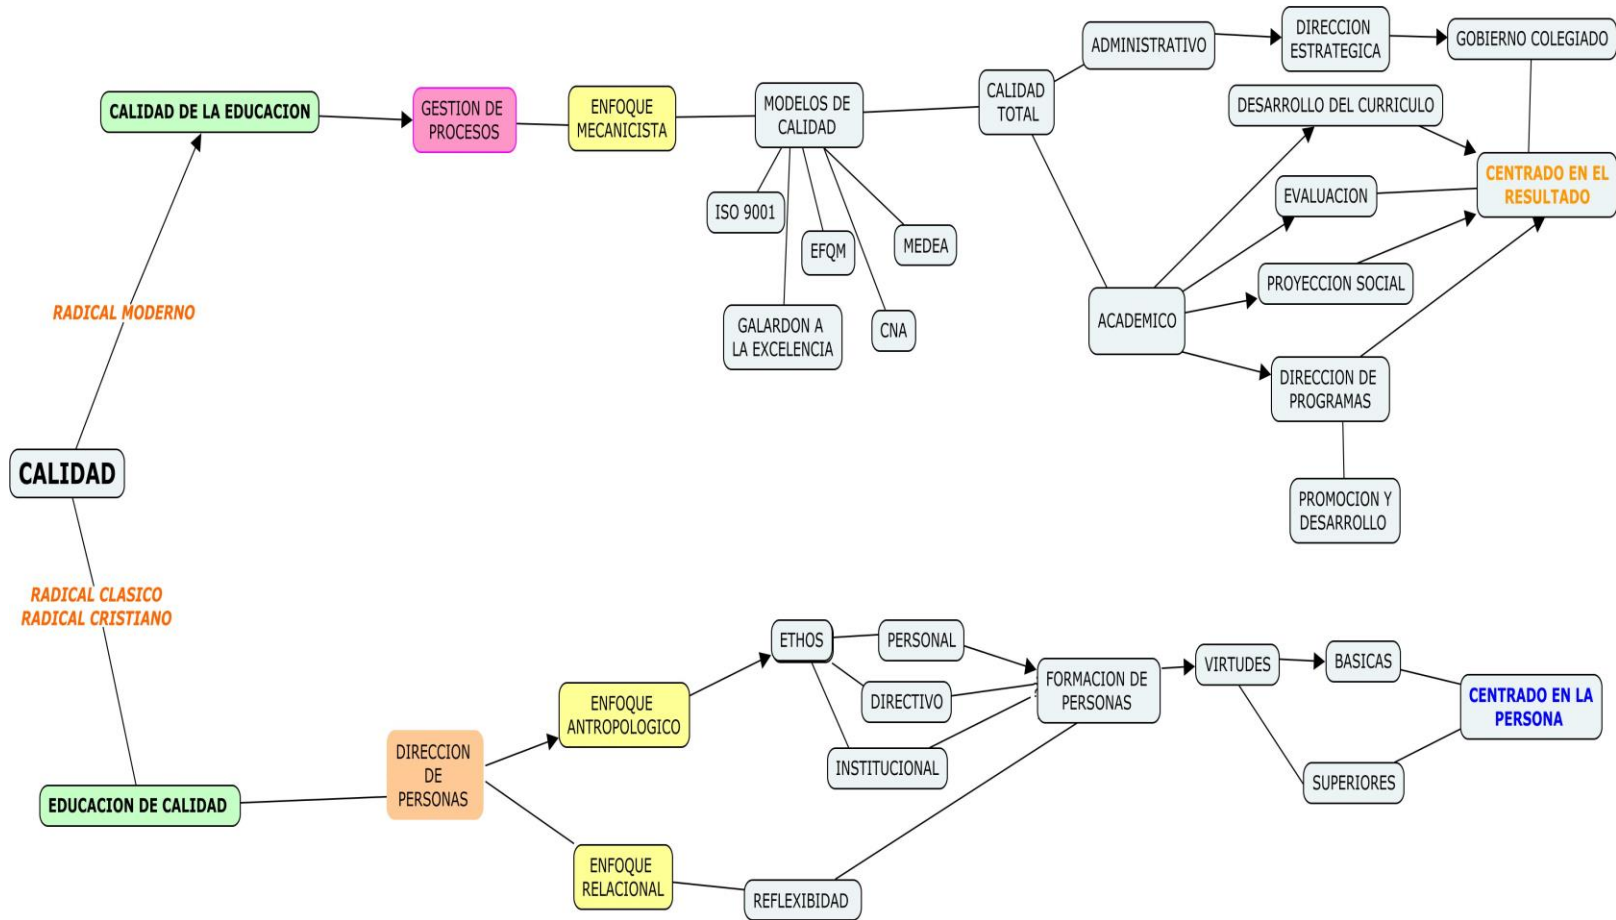 ADMINISTRATIVO
DIRECCION
ESTRATEGICA
GOBIERNO COLEGIADO
CALIDAD DE LA EDUCACION
GESTION DE
PROCESOS
ENFOQUE
MECANICISTA
MODELOS DE
CALIDAD
CALIDAD
TOTAL
DESARROLLO DEL CURRICULO
CENTRADO EN EL
RESULTADO
EVALUACION
ISO 9001
EFQM
MEDEA
PROYECCION SOCIAL
RADICAL MODERNO
GALARDON A
LA EXCELENCIA
CNA
ACADEMICO
DIRECCION DE
PROGRAMAS
CALIDAD
PROMOCION Y
DESARROLLO
RADICAL CLASICO
RADICAL CRISTIANO
ETHOS
PERSONAL
DIRECTIVO
INSTITUCIONAL
FORMACION DE
PERSONAS
VIRTUDES
BASICAS
SUPERIORES
CENTRADO EN LA
PERSONA
ENFOQUE
ANTROPOLOGICO
DIRECCION
DE
PERSONAS
EDUCACION DE CALIDAD
ENFOQUE
RELACIONAL
REFLEXIBIDAD